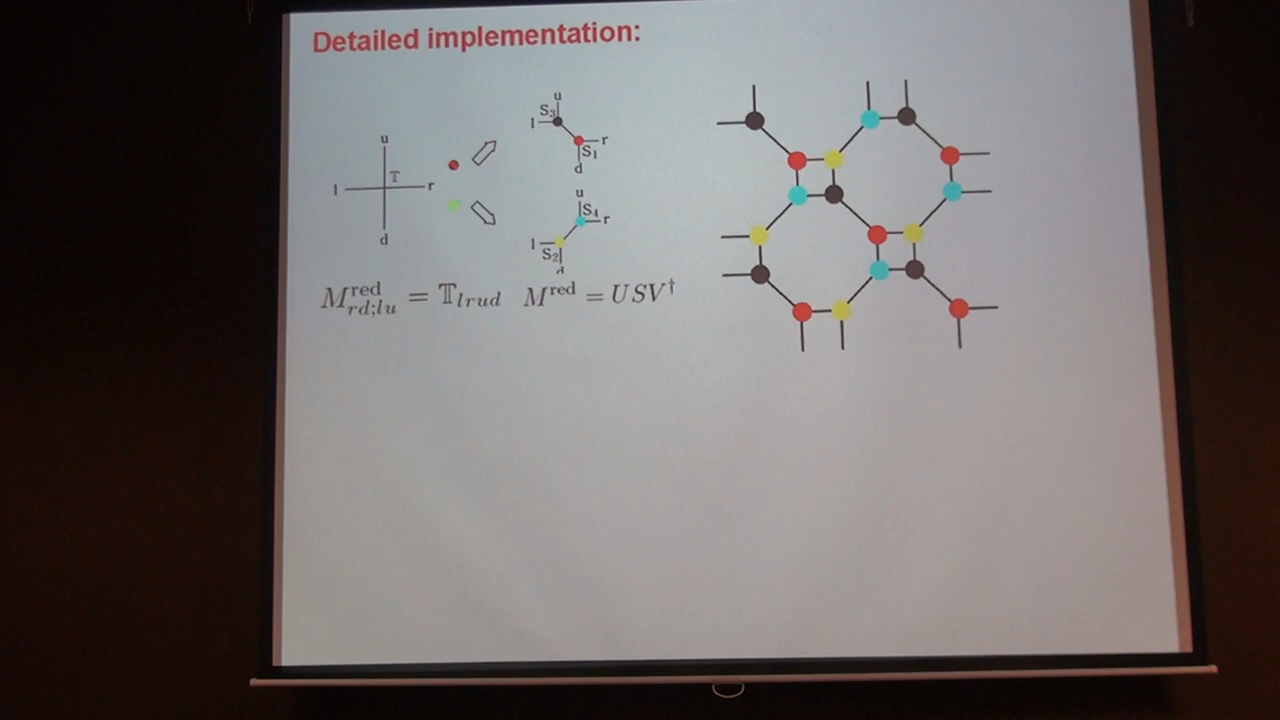 Detailed implementation:
u
l T r
d
u
S₃
l r
S₁
d
u
S₄
r
l
S₂
d
M^red_rd;lu = 𝕋_lrud M^red = USV†